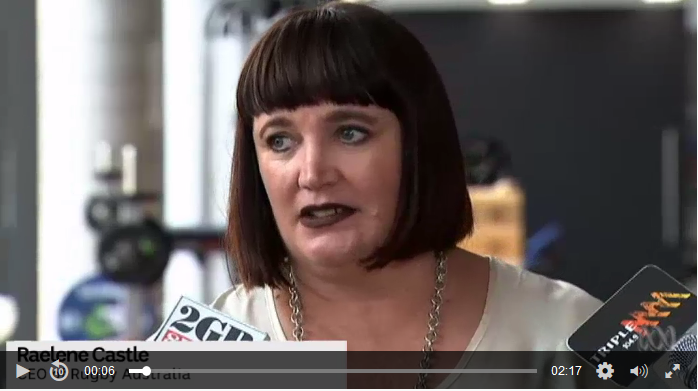 2GB
TRIPLE
Raelene Castle
CEO of Rugby Australia
00:06
02:17